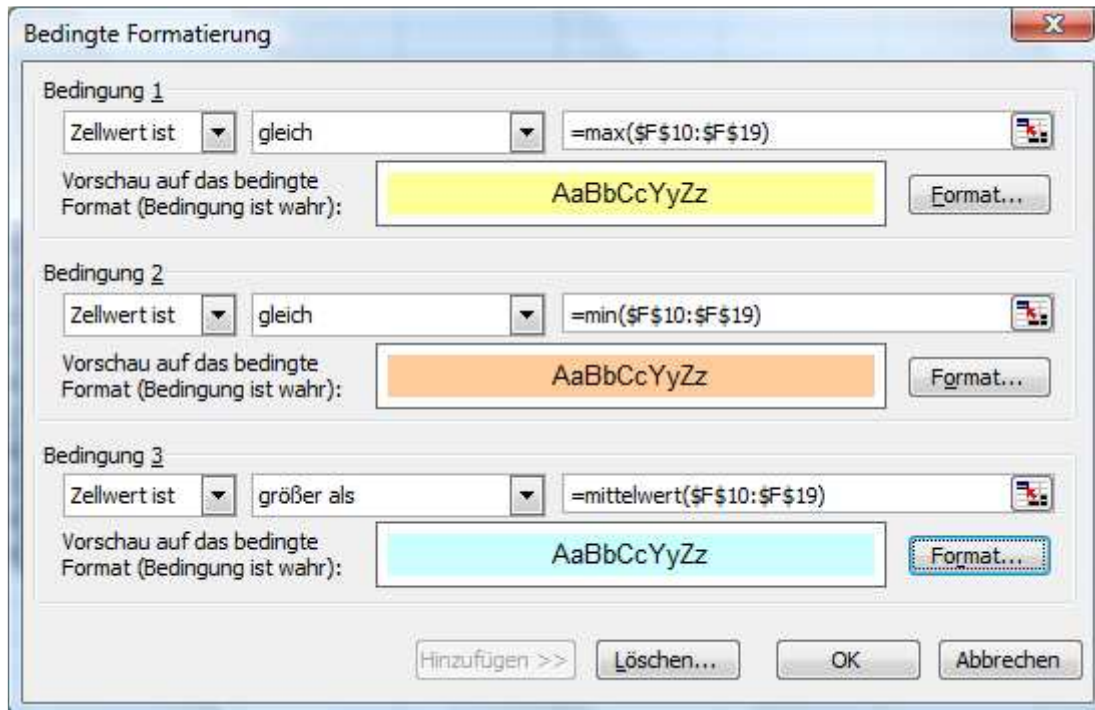 Bedingte Formatierung
Bedingung 1
Zellwert ist gleich =max($F$10:$F$19)
Vorschau auf das bedingte
Format (Bedingung ist wahr):
AaBbCcYyZz
Format...
Bedingung 2
Zellwert ist gleich =min($F$10:$F$19)
Vorschau auf das bedingte
Format (Bedingung ist wahr):
AaBbCcYyZz
Format...
Bedingung 3
Zellwert ist größer als =mittelwert($F$10:$F$19)
Vorschau auf das bedingte
Format (Bedingung ist wahr):
AaBbCcYyZz
Format...
Hinzufügen >> Löschen... OK Abbrechen